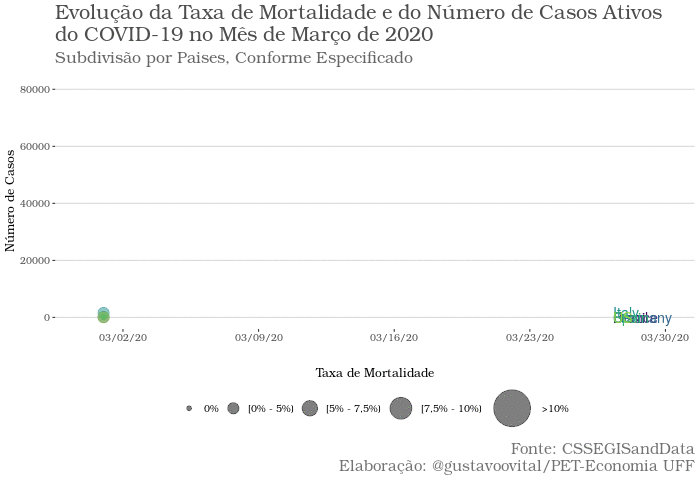 Evolução da Taxa de Mortalidade e do Número de Casos Ativos
do COVID-19 no Mês de Março de 2020
Subdivisão por Paises, Conforme Especificado
Número de Casos
80000
60000
40000
20000
0
Italy
03/02/20 03/09/20 03/16/20 03/23/20 03/30/20
Taxa de Mortalidade
0% [0% - 5%) [5% - 7,5%) [7,5% - 10%) >10%
Fonte: CSSEGISandData
Elaboração: @gustavoovital/PET-Economia UFF